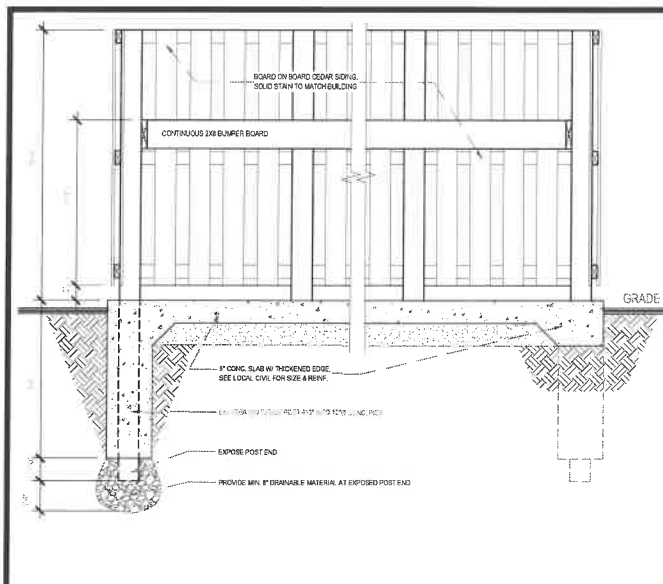 BOARD ON BOARD CEDAR SIDING,
SOLID STAIN TO MATCH BUILDING
CONTINUOUS 2X8 BUMPER BOARD
GRADE
8" CONC. SLAB W/ THICKENED EDGE,
SEE LOCAL CIVIL FOR SIZE & REINF.
POST
EXPOSE POST END
PROVIDE MIN. 8" DRAINABLE MATERIAL AT EXPOSED POST END